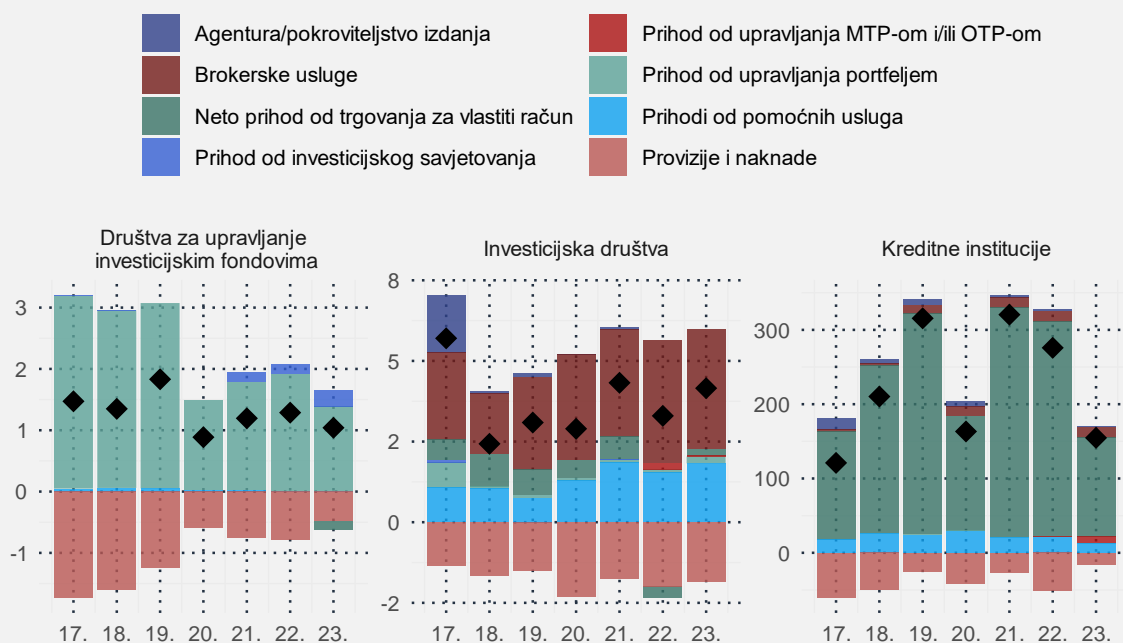 Agentura/pokroviteljstvo izdanja
Brokerske usluge
Neto prihod od trgovanja za vlastiti račun
Prihod od investicijskog savjetovanja
Prihod od upravljanja MTP-om i/ili OTP-om
Prihod od upravljanja portfeljem
Prihodi od pomoćnih usluga
Provizije i naknade
Društva za upravljanje
investicijskim fondovima
3
2
1
0
-1
17. 18. 19. 20. 21. 22. 23.
Investicijska društva
8
5
2
0
-2
17. 18. 19. 20. 21. 22. 23.
Kreditne institucije
300
200
100
0
17. 18. 19. 20. 21. 22. 23.